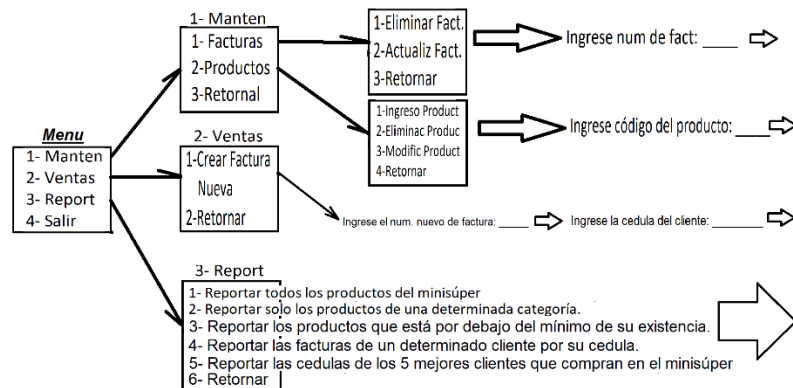 Menu
1- Manten
2- Ventas
3- Report
4- Salir
1- Manten
1- Facturas
2-Productos
3-Retornal
1-Eliminar Fact.
2-Actualiz Fact.
3-Retornar
Ingrese num de fact: ____
1-Ingreso Product
2-Eliminac Produc
3-Modific Product
4-Retornar
Ingrese código del producto: ____
2- Ventas
1-Crear Factura
Nueva
2-Retornar
Ingrese el num. nuevo de factura: ____
Ingrese la cedula del cliente: ______
3- Report
1- Reportar todos los productos del minisúper
2- Reportar solo los productos de una determinada categoría.
3- Reportar los productos que está por debajo del mínimo de su existencia.
4- Reportar las facturas de un determinado cliente por su cedula.
5- Reportar las cedulas de los 5 mejores clientes que compran en el minisúper
6- Retornar